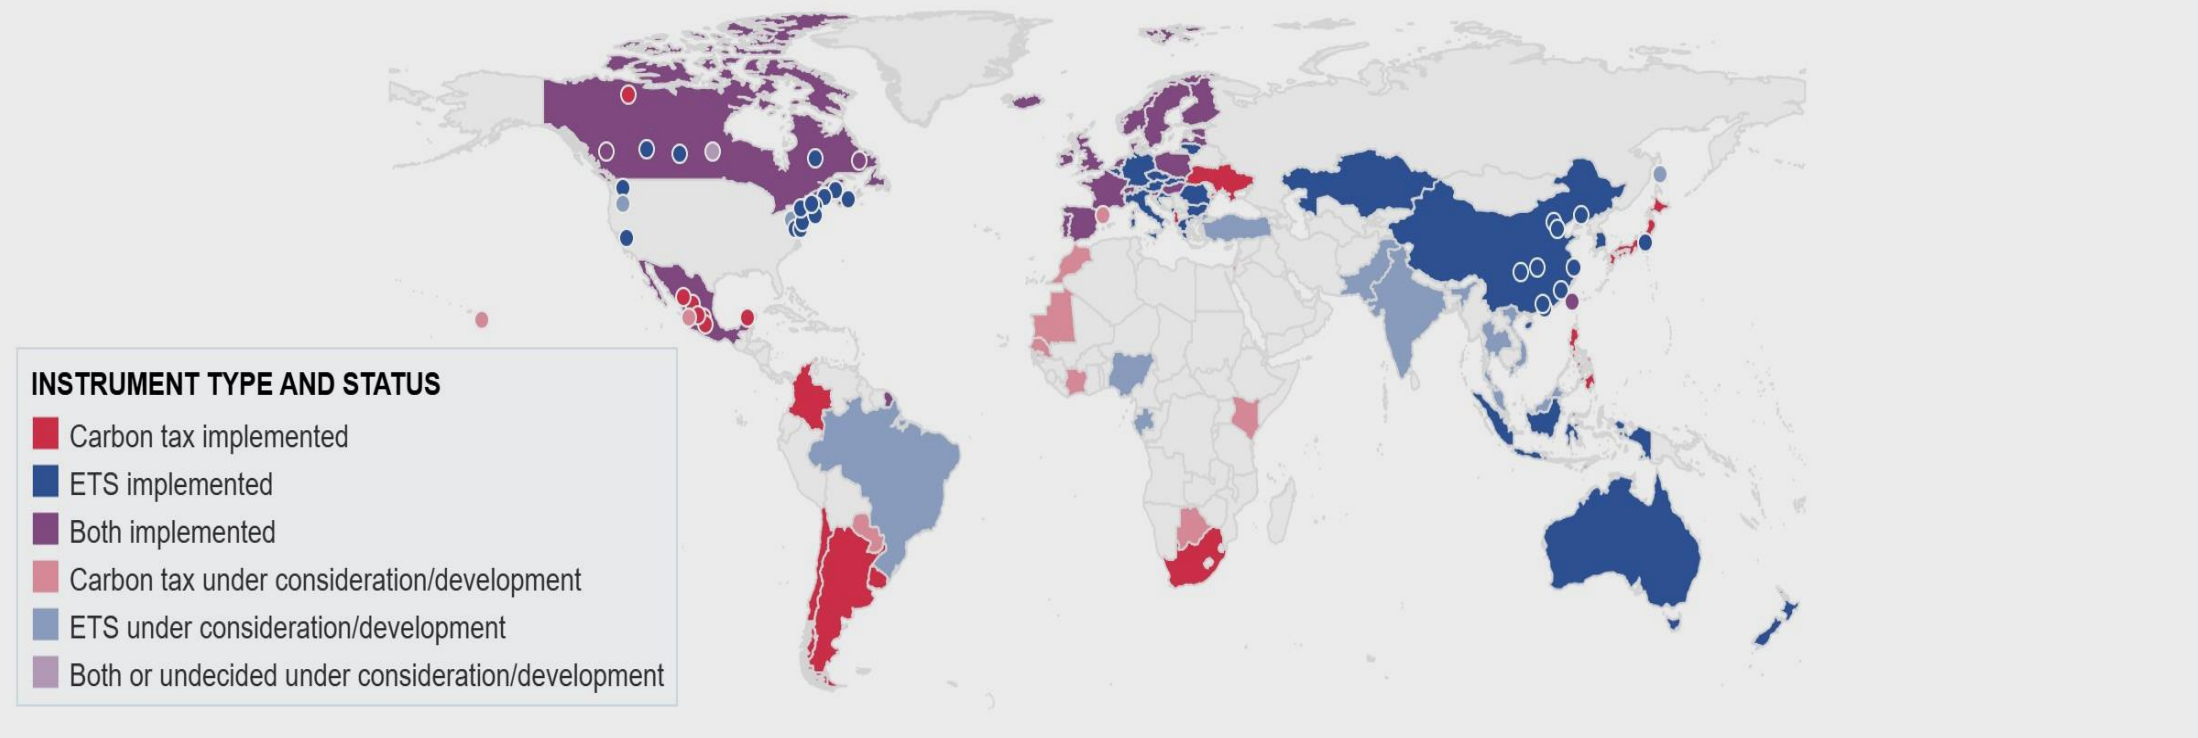 INSTRUMENT TYPE AND STATUS
Carbon tax implemented
ETS implemented
Both implemented
Carbon tax under consideration/development
ETS under consideration/development
Both or undecided under consideration/development